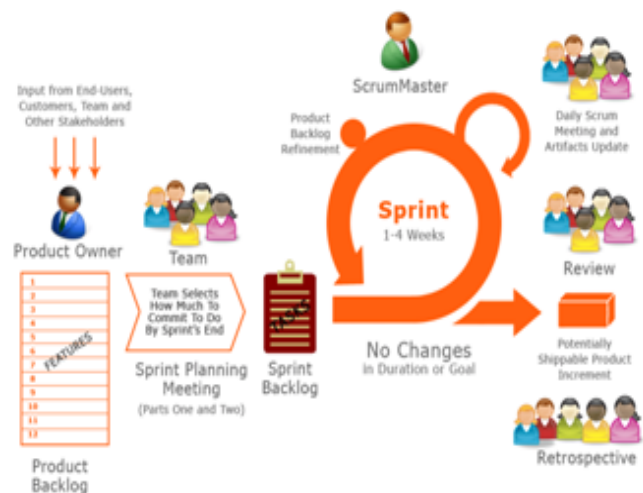 Input from End-Users,
Customers, Team and
Other Stakeholders
Product Owner
1
2
3
4
5
6
7
8
9
10
11
12
FEATURES
Product
Backlog
Team
Team Selects
How Much To
Commit To Do
By Sprint's End
Sprint Planning
Meeting
(Parts One and Two)
TASKS
Sprint
Backlog
ScrumMaster
Product
Backlog
Refinement
Sprint
1-4 Weeks
No Changes
in Duration or Goal
Daily Scrum
Meeting and
Artifacts Update
Review
Potentially
Shippable Product
Increment
Retrospective